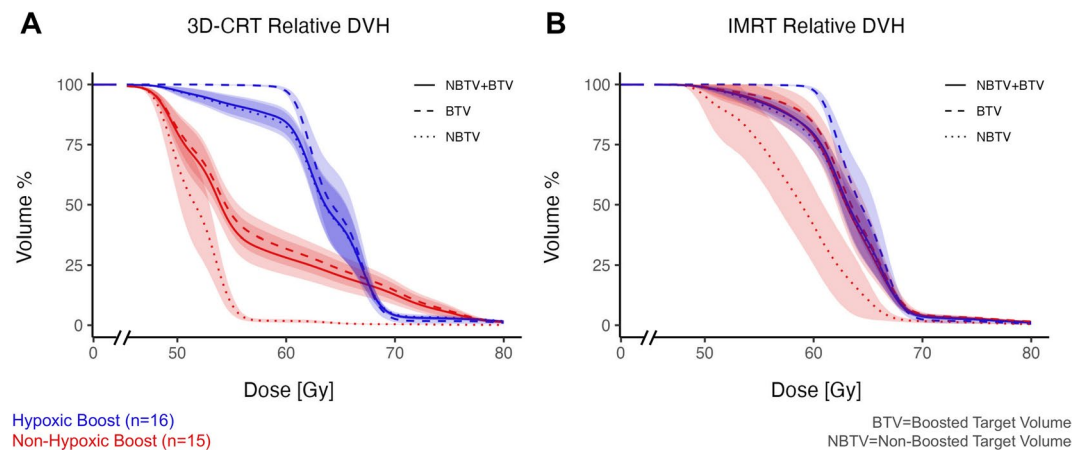 A
3D-CRT Relative DVH
Volume %
100
75
50
25
0
NBTV+BTV
BTV
NBTV
0
50
60
70
80
Dose [Gy]
B
IMRT Relative DVH
Volume %
100
75
50
25
0
NBTV+BTV
BTV
NBTV
0
50
60
70
80
Dose [Gy]
Hypoxic Boost (n=16)
Non-Hypoxic Boost (n=15)
BTV=Boosted Target Volume
NBTV=Non-Boosted Target Volume